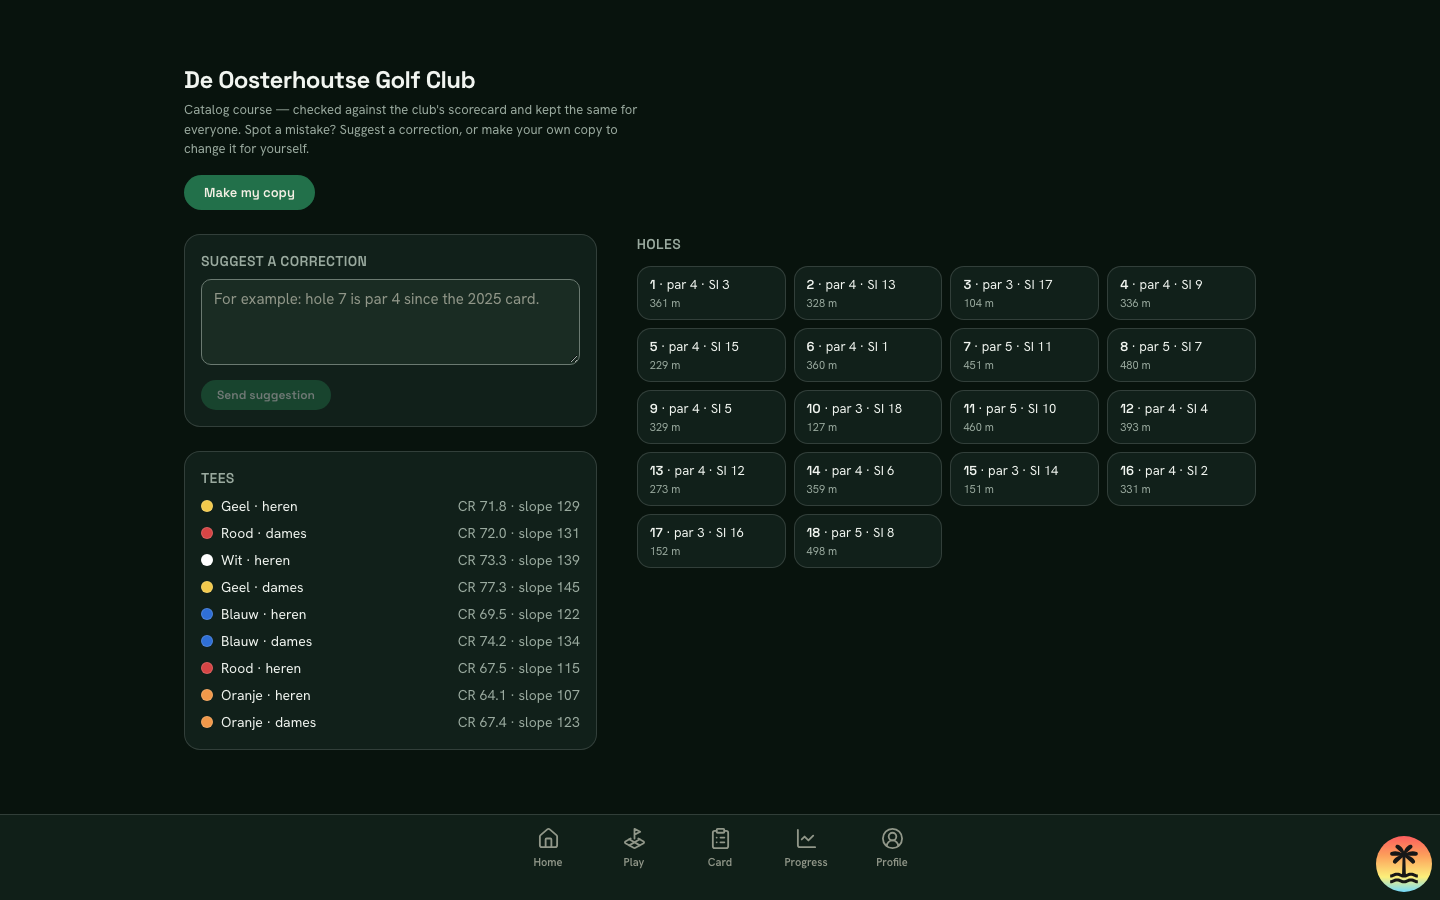 De Oosterhoutse Golf Club
Catalog course — checked against the club's scorecard and kept the same for
everyone. Spot a mistake? Suggest a correction, or make your own copy to
change it for yourself.
Make my copy
SUGGEST A CORRECTION
For example: hole 7 is par 4 since the 2025 card.
Send suggestion
TEES
Geel · heren CR 71.8 · slope 129
Rood · dames CR 72.0 · slope 131
Wit · heren CR 73.3 · slope 139
Geel · dames CR 77.3 · slope 145
Blauw · heren CR 69.5 · slope 122
Blauw · dames CR 74.2 · slope 134
Rood · heren CR 67.5 · slope 115
Oranje · heren CR 64.1 · slope 107
Oranje · dames CR 67.4 · slope 123
HOLES
1 · par 4 · SI 3
361 m
2 · par 4 · SI 13
328 m
3 · par 3 · SI 17
104 m
4 · par 4 · SI 9
336 m
5 · par 4 · SI 15
229 m
6 · par 4 · SI 1
360 m
7 · par 5 · SI 11
451 m
8 · par 5 · SI 7
480 m
9 · par 4 · SI 5
329 m
10 · par 3 · SI 18
127 m
11 · par 5 · SI 10
460 m
12 · par 4 · SI 4
393 m
13 · par 4 · SI 12
273 m
14 · par 4 · SI 6
359 m
15 · par 3 · SI 14
151 m
16 · par 4 · SI 2
331 m
17 · par 3 · SI 16
152 m
18 · par 5 · SI 8
498 m
Home
Play
Card
Progress
Profile